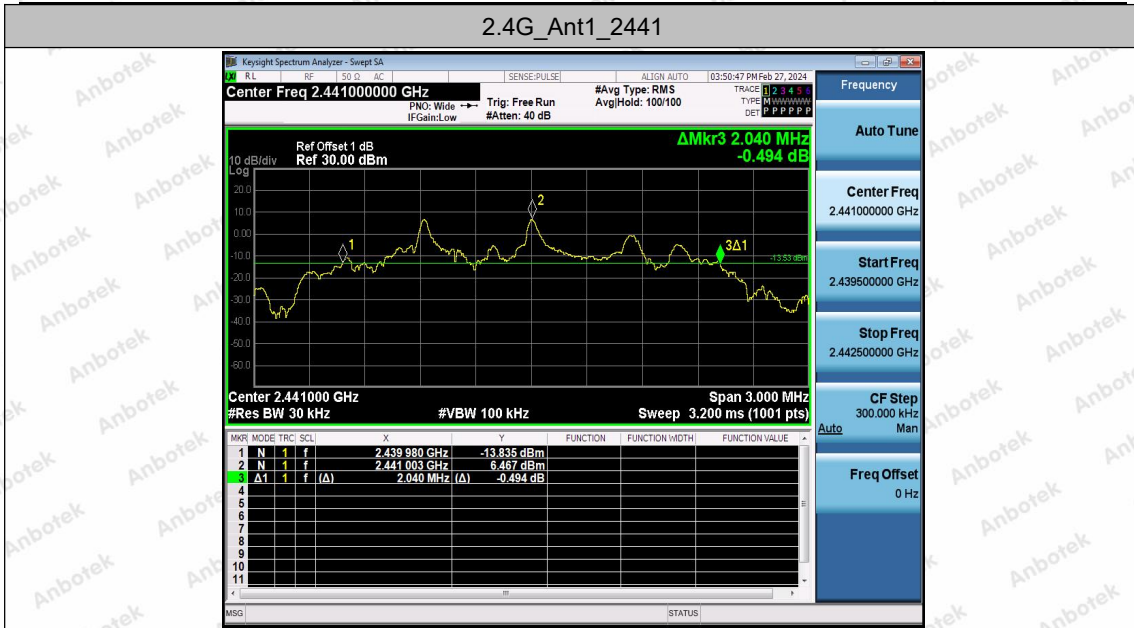 2.4G_Ant1_2441
Keysight Spectrum Analyzer - Swept SA
LXI RL RF 50 Ω AC SENSE:PULSE ALIGN AUTO 03:50:47 PM Feb 27, 2024
Center Freq 2.441000000 GHz
PNO: Wide
IFGain:Low
Trig: Free Run
#Atten: 40 dB
#Avg Type: RMS
Avg|Hold: 100/100
TRACE 1 2 3 4 5 6
TYPE M W W W W W
DET P P P P P P
ΔMkr3 2.040 MHz
-0.494 dB
Ref Offset 1 dB
10 dB/div Ref 30.00 dBm
Log
20.0
10.0
0.00
-10.0
-20.0
-30.0
-40.0
-50.0
-60.0
1
2
3Δ1
-13.53 dBm
Center 2.441000 GHz Span 3.000 MHz
#Res BW 30 kHz #VBW 100 kHz Sweep 3.200 ms (1001 pts)
MKR MODE TRC SCL X Y FUNCTION FUNCTION WIDTH FUNCTION VALUE
1 N 1 f 2.439 980 GHz -13.835 dBm
2 N 1 f 2.441 003 GHz 6.467 dBm
3 Δ1 1 f (Δ) 2.040 MHz (Δ) -0.494 dB
4
5
6
7
8
9
10
11
MSG STATUS
Frequency
Auto Tune
Center Freq
2.441000000 GHz
Start Freq
2.439500000 GHz
Stop Freq
2.442500000 GHz
CF Step
300.000 kHz
Auto Man
Freq Offset
0 Hz
Anbotek